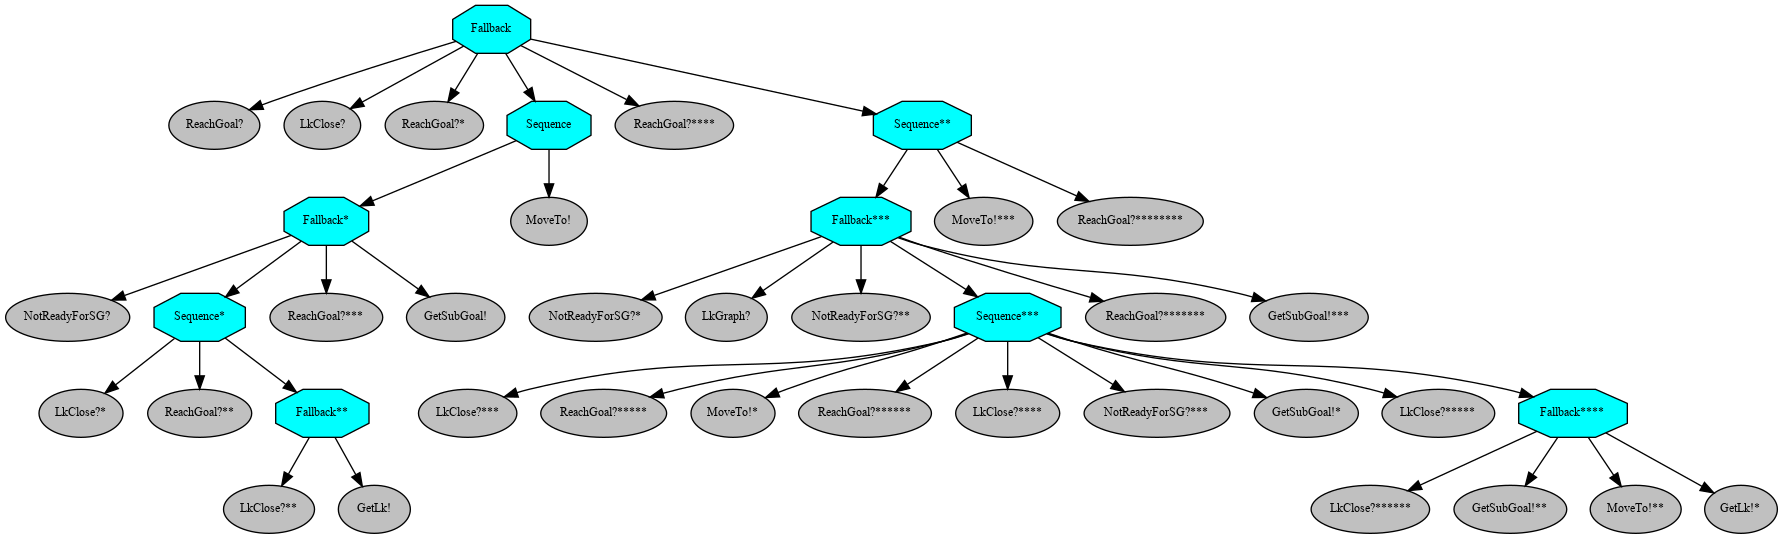 Fallback
ReachGoal?
LkClose?
ReachGoal?*
Sequence
ReachGoal?****
Sequence**
Fallback*
MoveTo!
Fallback***
MoveTo!***
ReachGoal?********
NotReadyForSG?
Sequence*
ReachGoal?***
GetSubGoal!
NotReadyForSG?*
LkGraph?
NotReadyForSG?**
Sequence***
ReachGoal?*******
GetSubGoal!***
LkClose?*
ReachGoal?**
Fallback**
LkClose?***
ReachGoal?*****
MoveTo!*
ReachGoal?******
LkClose?****
NotReadyForSG?***
GetSubGoal!*
LkClose?*****
Fallback****
LkClose?**
GetLk!
LkClose?******
GetSubGoal!**
MoveTo!**
GetLk!*